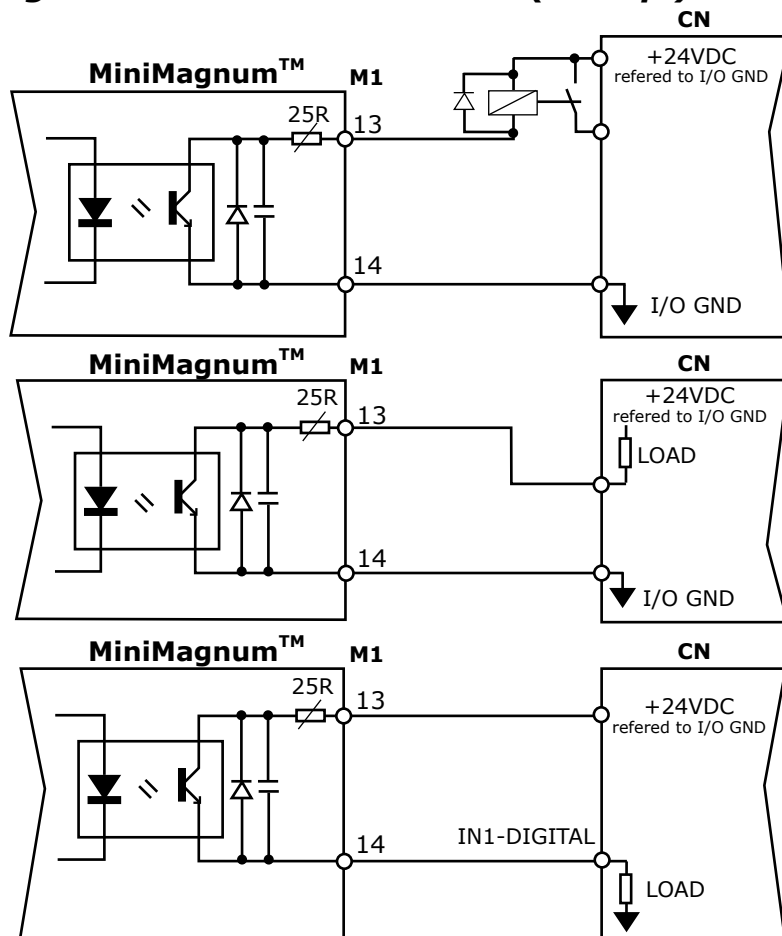 CN
MiniMagnum™ M1
+24VDC
refered to I/O GND
25R
13
14
I/O GND
MiniMagnum™ M1
CN
+24VDC
refered to I/O GND
25R
13
LOAD
14
I/O GND
MiniMagnum™ M1
CN
25R
13
+24VDC
refered to I/O GND
IN1-DIGITAL
14
LOAD